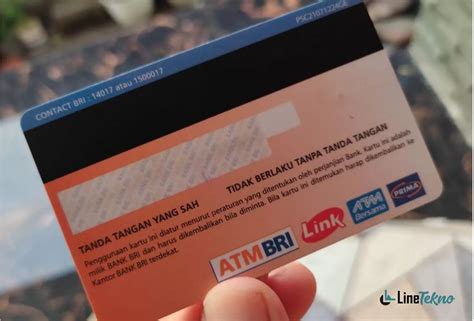 CONTACT BRI : 14017 atau 1500017
PSC21071224GE
TANDA TANGAN YANG SAH
TIDAK BERLAKU TANPA TANDA TANGAN
Penggunaan kartu ini diatur menurut peraturan yang ditentukan oleh perjanjian Bank. Kartu ini adalah
milik BANK BRI dan harus dikembalikan bila diminta. Bila kartu ini ditemukan harap dikembalikan ke
Kantor BANK BRI terdekat.
ATM BRI
Link
ATM
Bersama
PRIMA
LineTekno